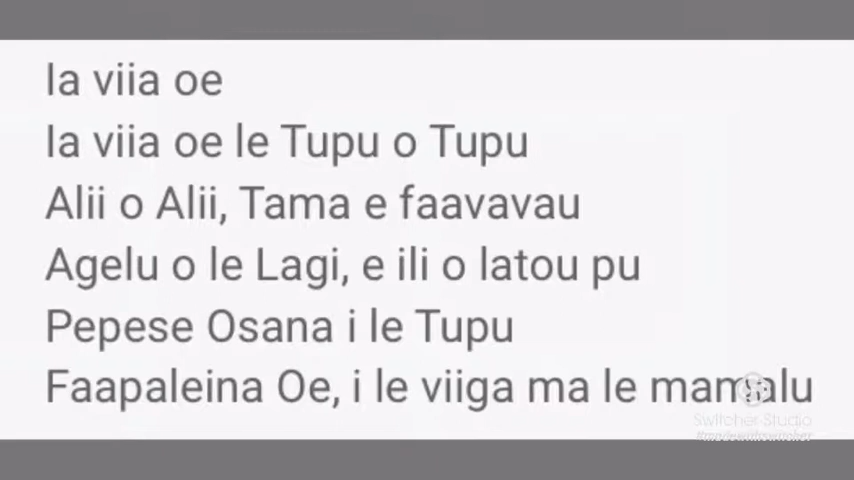 Ia viia oe
Ia viia oe le Tupu o Tupu
Alii o Alii, Tama e faavavau
Agelu o le Lagi, e ili o latou pu
Pepese Osana i le Tupu
Faapaleina Oe, i le viiga ma le mamalu
Switcher Studio
#madewithswitcher